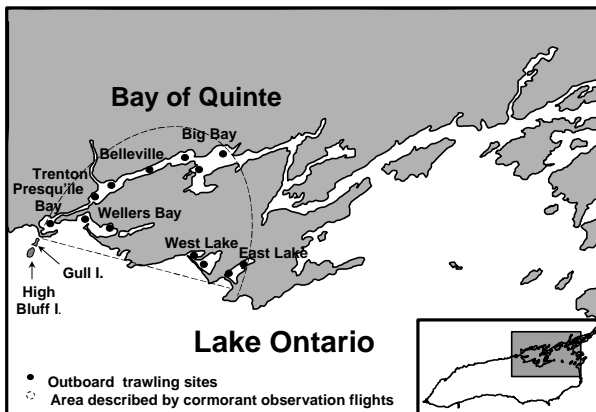 Bay of Quinte
Big Bay
Belleville
Trenton
Presqu'ile
Bay
Wellers Bay
West Lake
East Lake
Gull I.
High
Bluff I.
Lake Ontario
Outboard trawling sites
Area described by cormorant observation flights